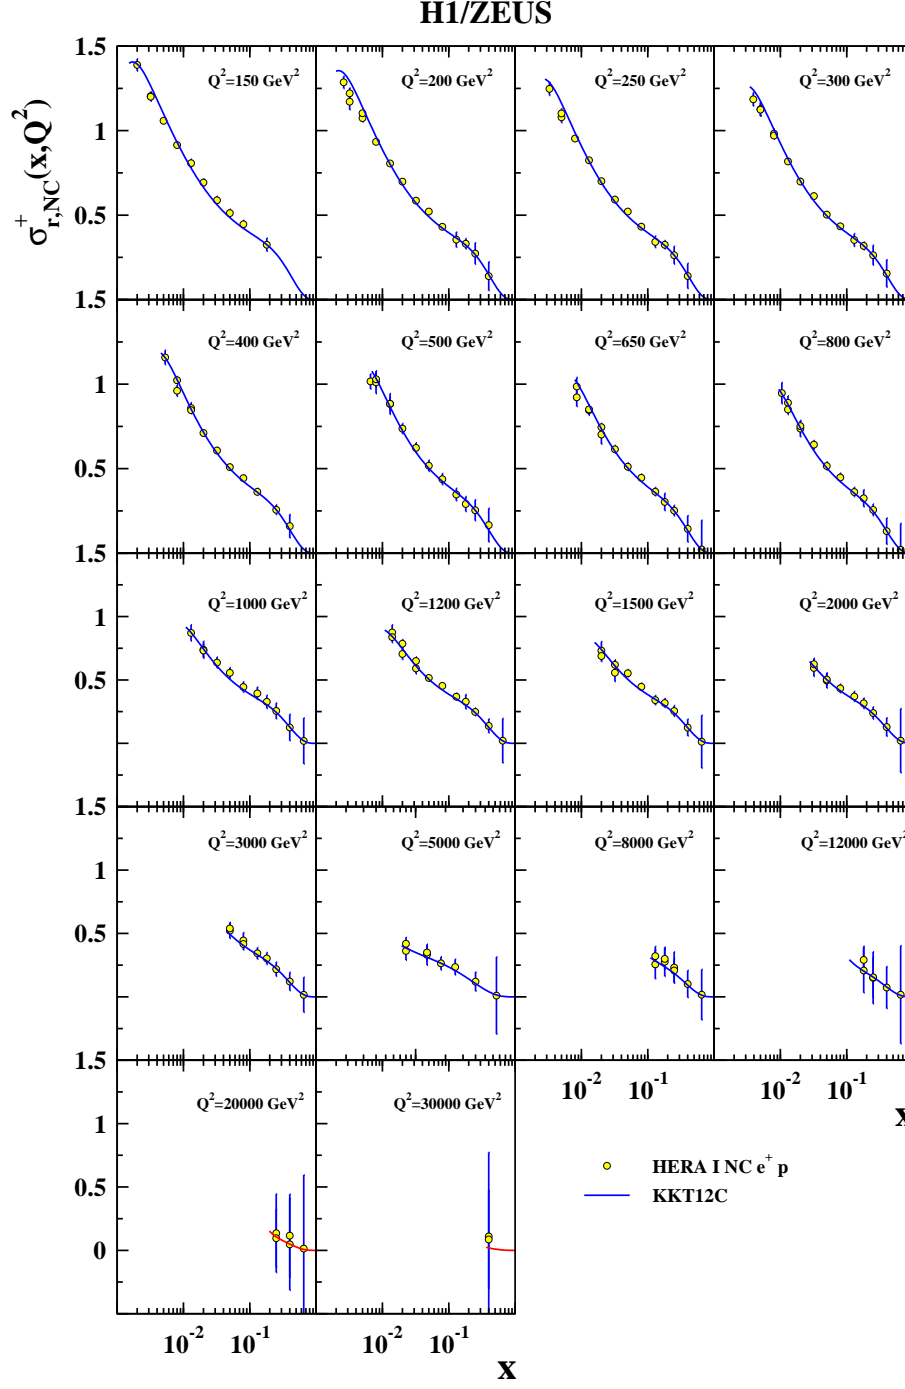 H1/ZEUS
σ⁺r,NC(x,Q²)
1.5
1
0.5
1.5
1
0.5
1.5
1
0.5
1.5
1
0.5
1.5
1
0.5
0
Q²=150 GeV²
Q²=200 GeV²
Q²=250 GeV²
Q²=300 GeV²
Q²=400 GeV²
Q²=500 GeV²
Q²=650 GeV²
Q²=800 GeV²
Q²=1000 GeV²
Q²=1200 GeV²
Q²=1500 GeV²
Q²=2000 GeV²
Q²=3000 GeV²
Q²=5000 GeV²
Q²=8000 GeV²
Q²=12000 GeV²
10⁻² 10⁻¹ 10⁻² 10⁻¹
x
Q²=20000 GeV²
Q²=30000 GeV²
HERA I NC e⁺ p
KKT12C
10⁻² 10⁻¹ 10⁻² 10⁻¹
x